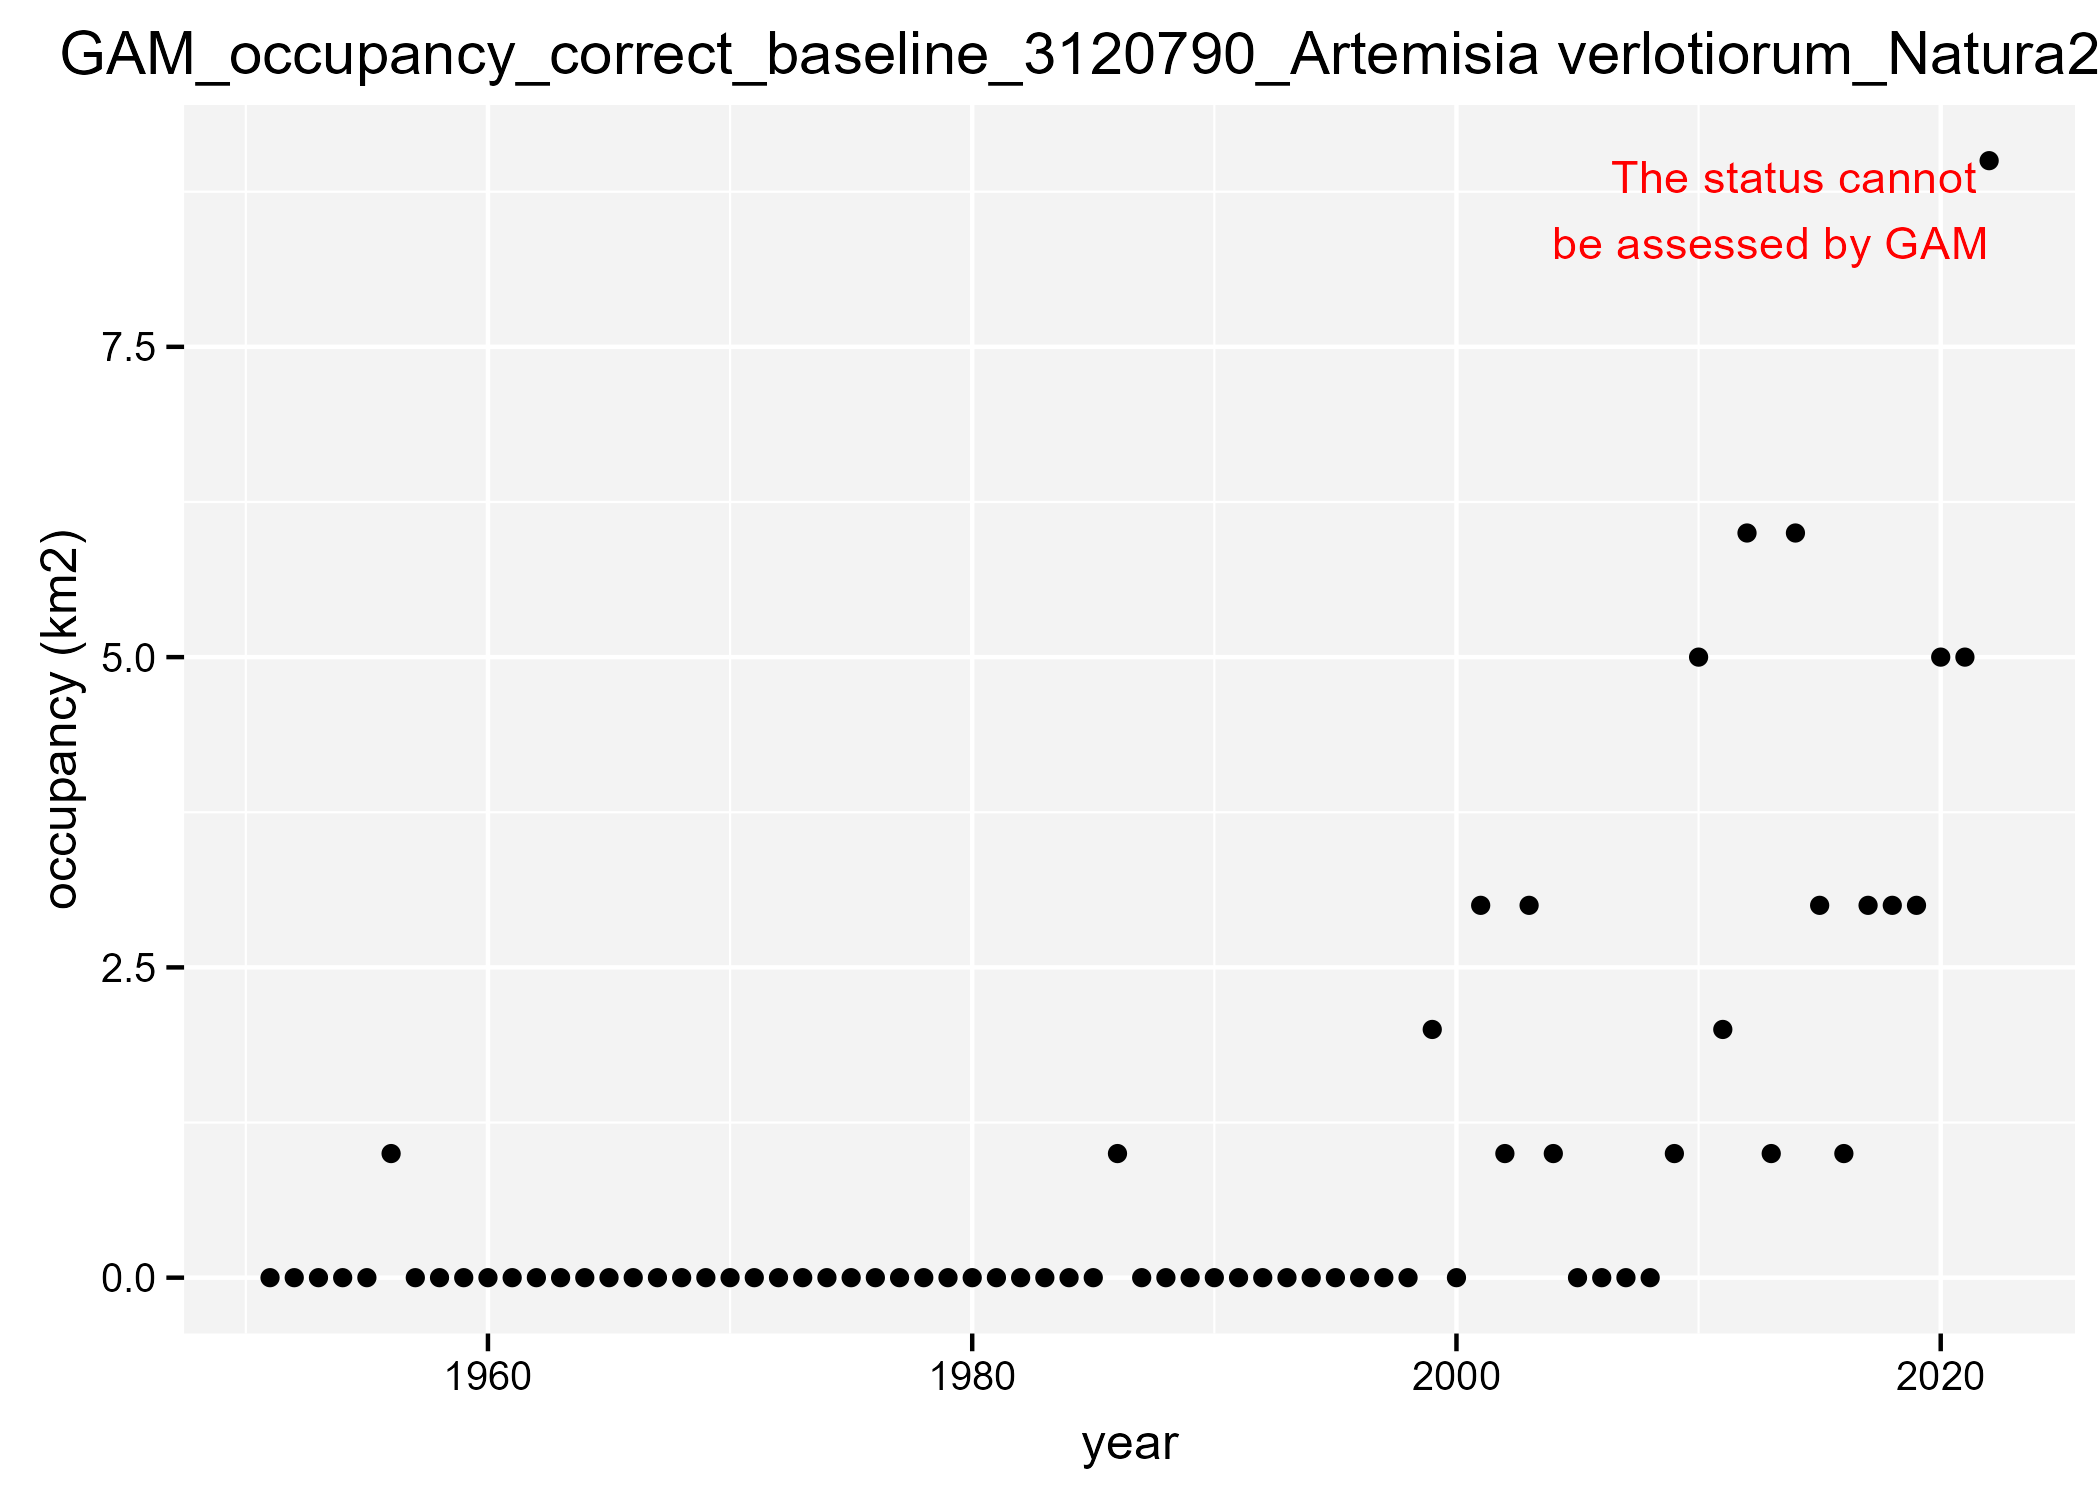 GAM_occupancy_correct_baseline_3120790_Artemisia verlotiorum_Natura2
The status cannot
be assessed by GAM
occupancy (km2)
7.5
5.0
2.5
0.0
1960 1980 2000 2020
year